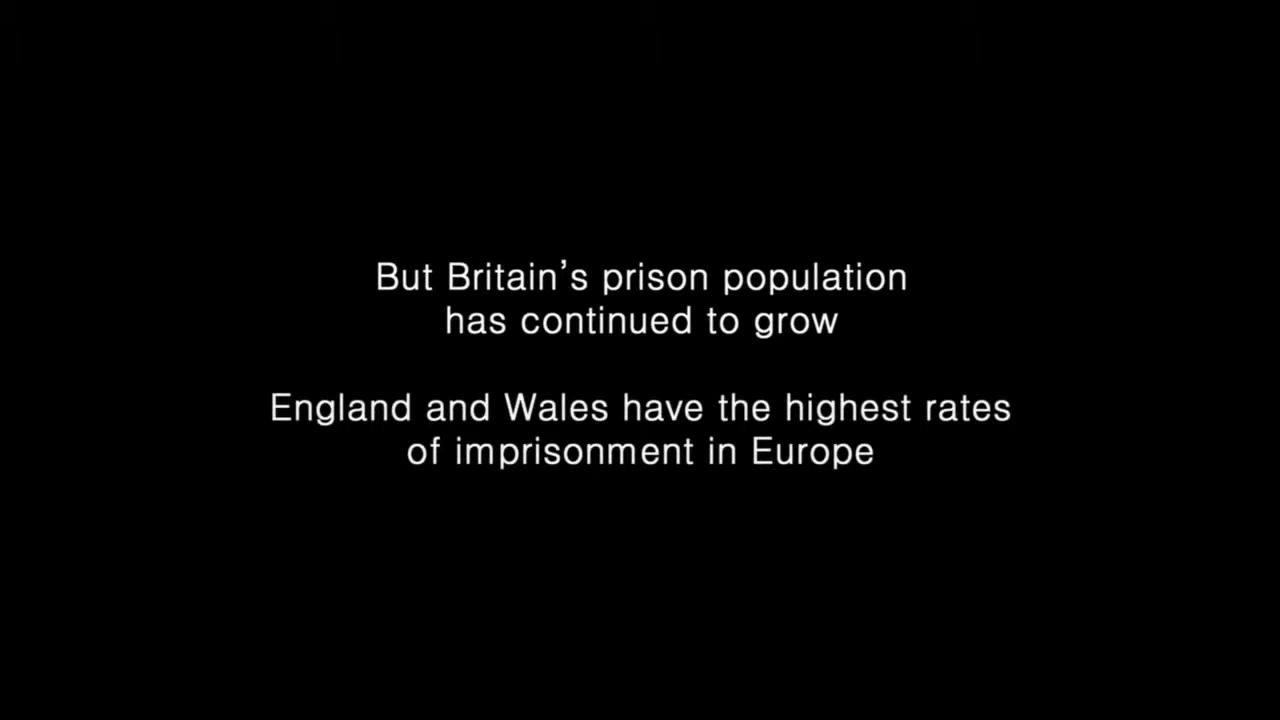 But Britain’s prison population
has continued to grow
England and Wales have the highest rates
of imprisonment in Europe